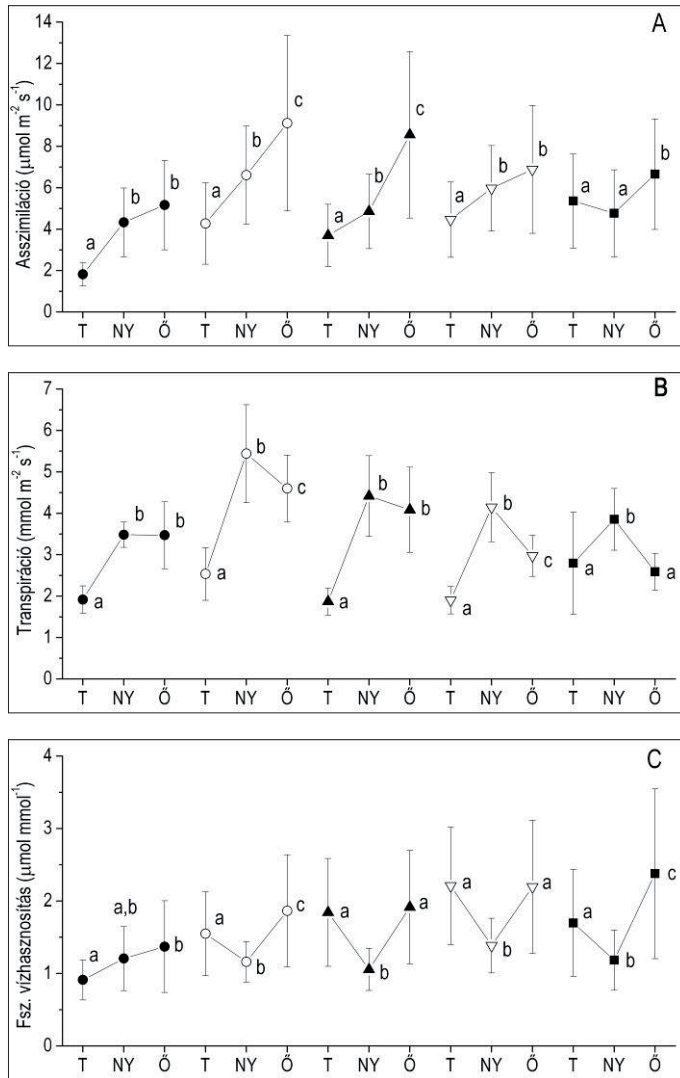 A
Asszimiláció (μmol m⁻² s⁻¹)
14
12
10
8
6
4
2
0
a b b a b c a b c a b b a a b
T NY Ő T NY Ő T NY Ő T NY Ő T NY Ő
B
Transpiráció (mmol m⁻² s⁻¹)
7
6
5
4
3
2
1
0
a b b a b c a b b a b c a b a
T NY Ő T NY Ő T NY Ő T NY Ő T NY Ő
C
Fsz. vízhasznosítás (μmol mmol⁻¹)
4
3
2
1
0
a a,b b a b c a b a a b a a b c
T NY Ő T NY Ő T NY Ő T NY Ő T NY Ő